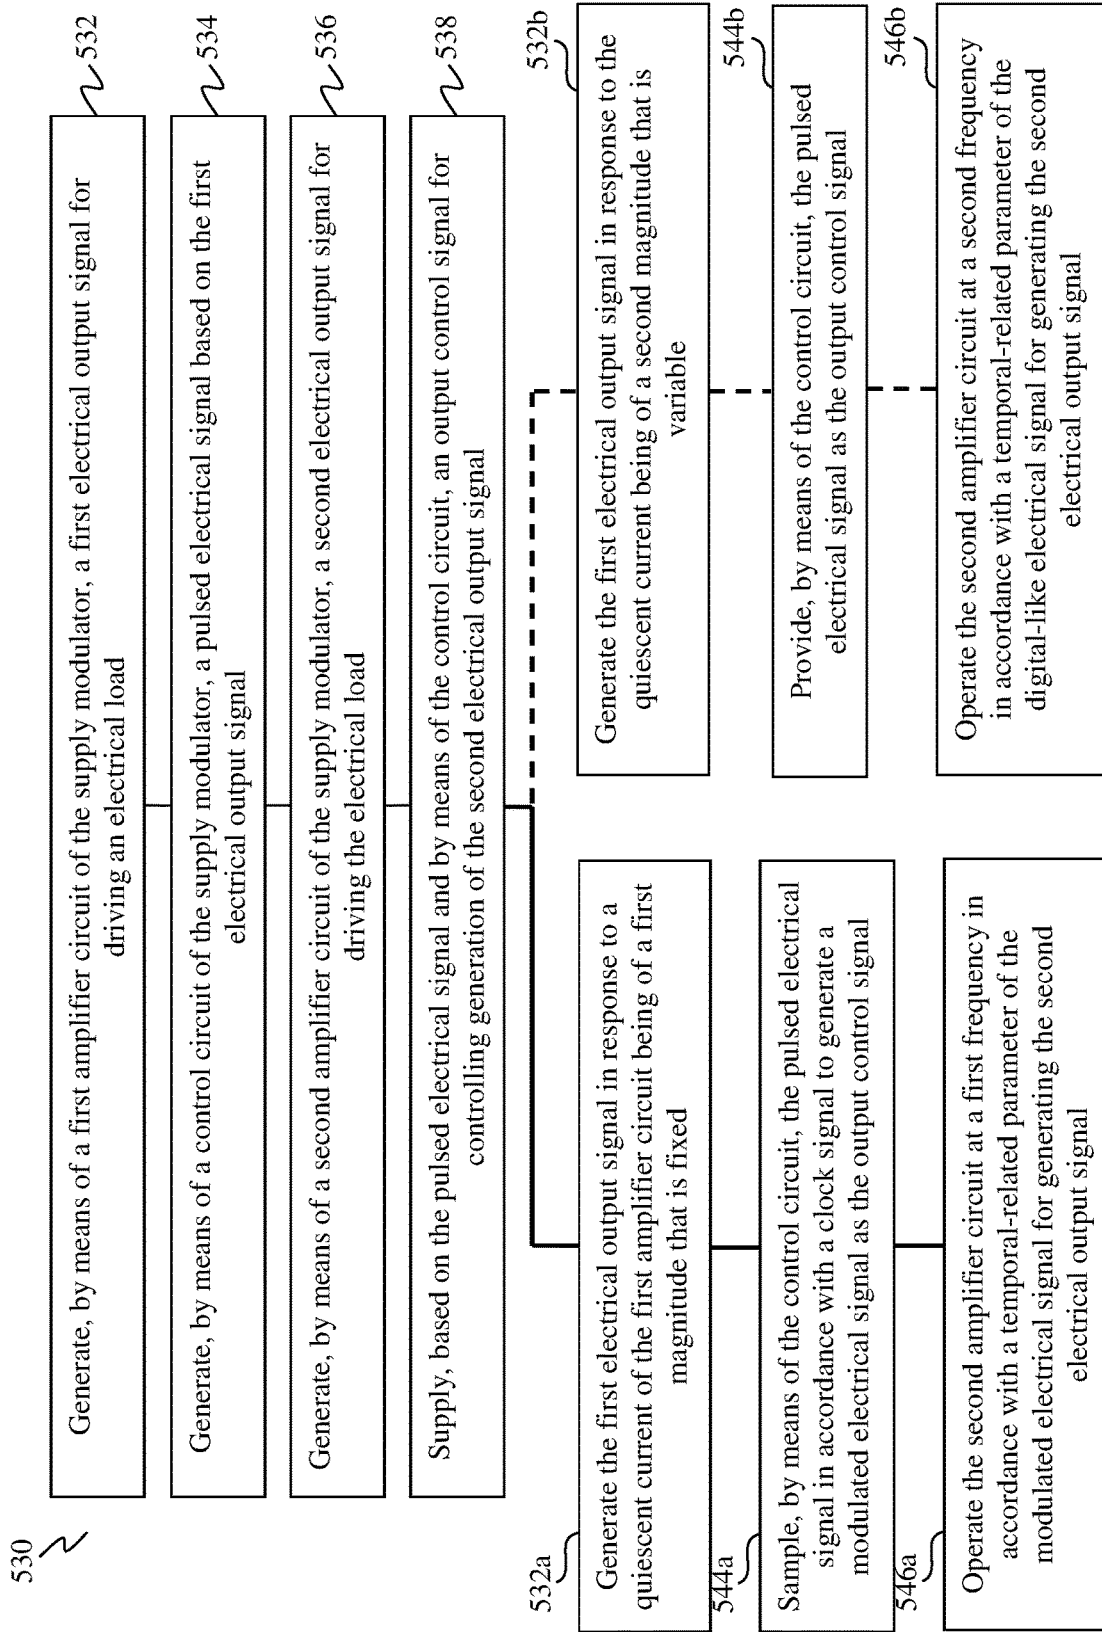 530
Generate, by means of a first amplifier circuit of the supply modulator, a first electrical output signal for
driving an electrical load
532
Generate, by means of a control circuit of the supply modulator, a pulsed electrical signal based on the first
electrical output signal
534
Generate, by means of a second amplifier circuit of the supply modulator, a second electrical output signal for
driving the electrical load
536
Supply, based on the pulsed electrical signal and by means of the control circuit, an output control signal for
controlling generation of the second electrical output signal
538
532a
Generate the first electrical output signal in response to a
quiescent current of the first amplifier circuit being of a first
magnitude that is fixed
544a
Sample, by means of the control circuit, the pulsed electrical
signal in accordance with a clock signal to generate a
modulated electrical signal as the output control signal
546a
Operate the second amplifier circuit at a first frequency in
accordance with a temporal-related parameter of the
modulated electrical signal for generating the second
electrical output signal
532b
Generate the first electrical output signal in response to the
quiescent current being of a second magnitude that is
variable
544b
Provide, by means of the control circuit, the pulsed
electrical signal as the output control signal
546b
Operate the second amplifier circuit at a second frequency
in accordance with a temporal-related parameter of the
digital-like electrical signal for generating the second
electrical output signal